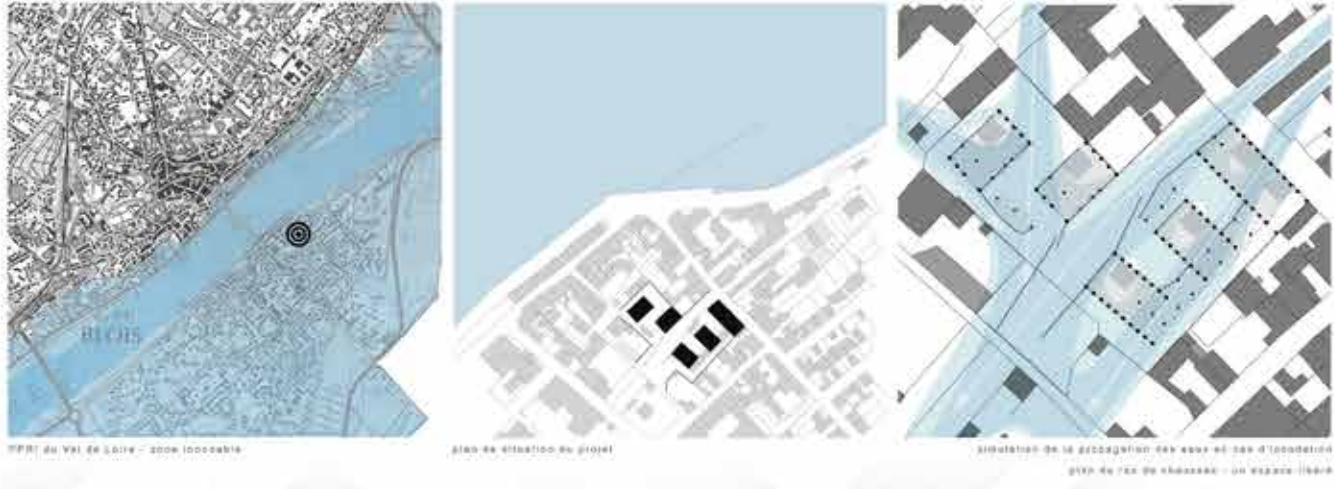 BLOIS
PPRI du Val de Loire - zone inondable
plan de situation du projet
simulation de la propagation des eaux en cas d'inondation
plan du rez de chaussée - un espace libéré